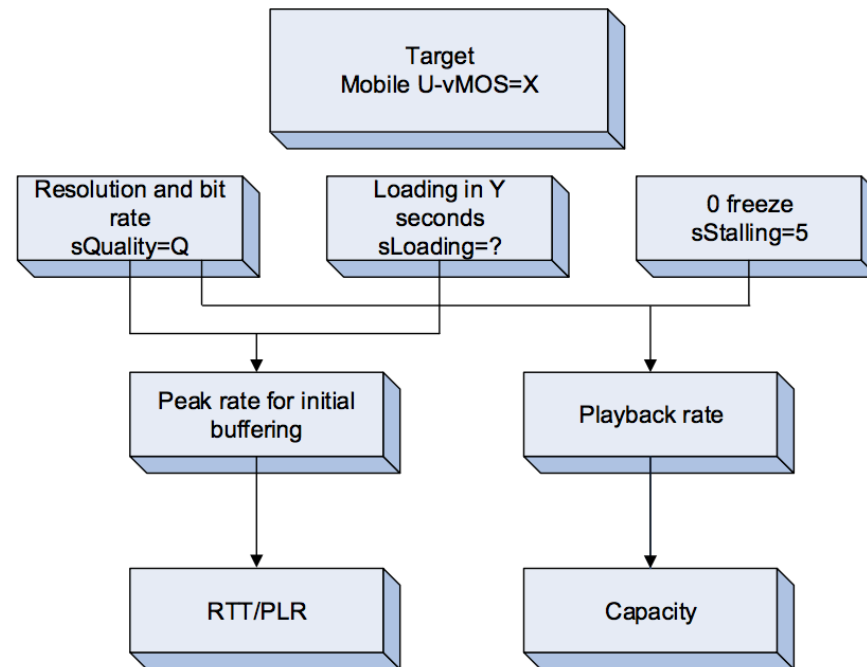 Target
Mobile U-vMOS=X
Resolution and bit
rate
sQuality=Q
Loading in Y
seconds
sLoading=?
0 freeze
sStalling=5
Peak rate for initial
buffering
Playback rate
RTT/PLR
Capacity